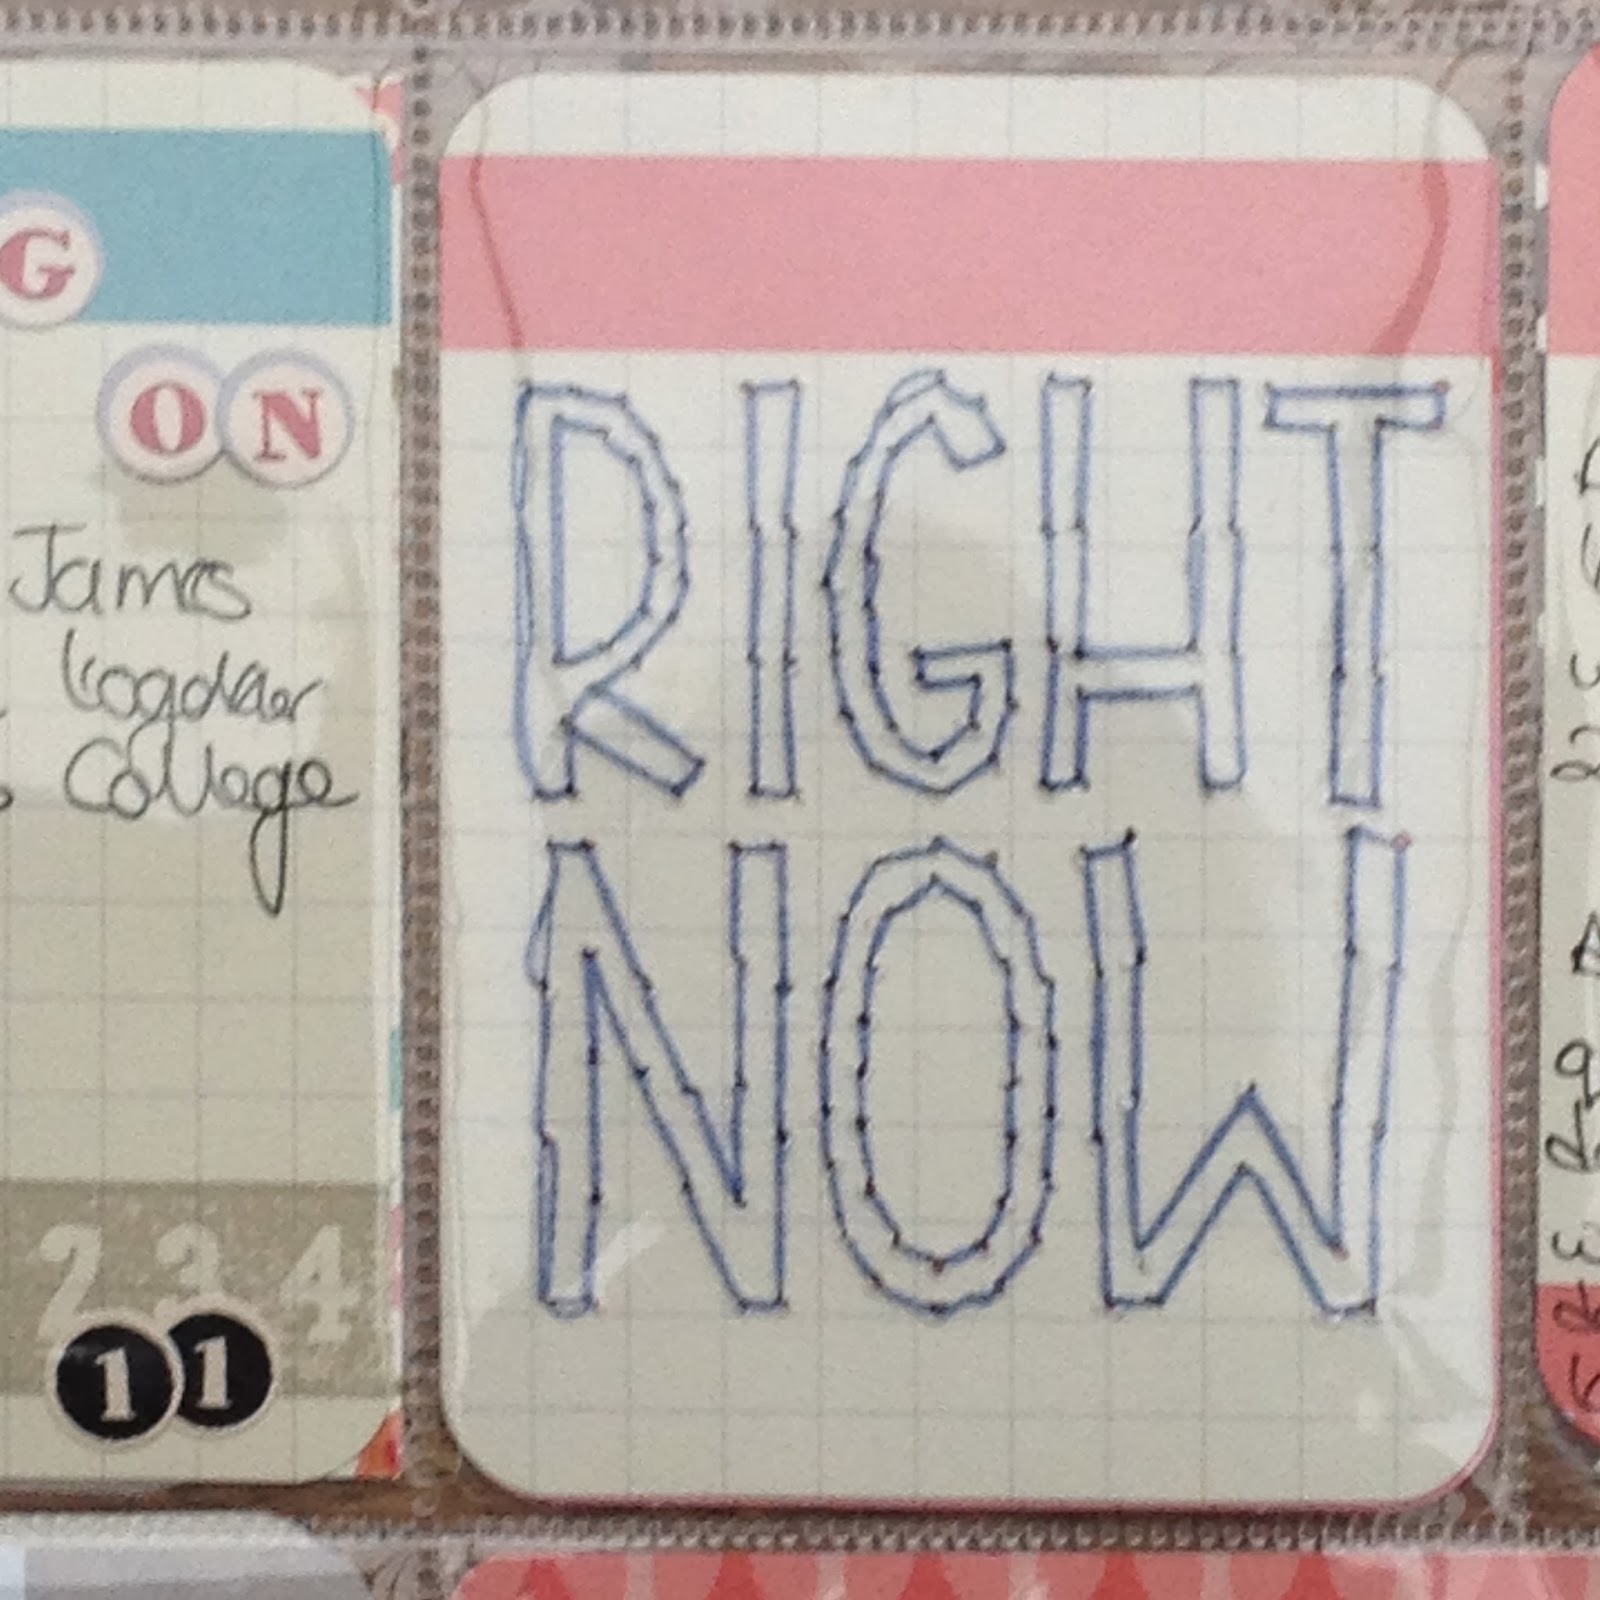 G
ON
James
College
2 3 4
11
RIGHT
NOW